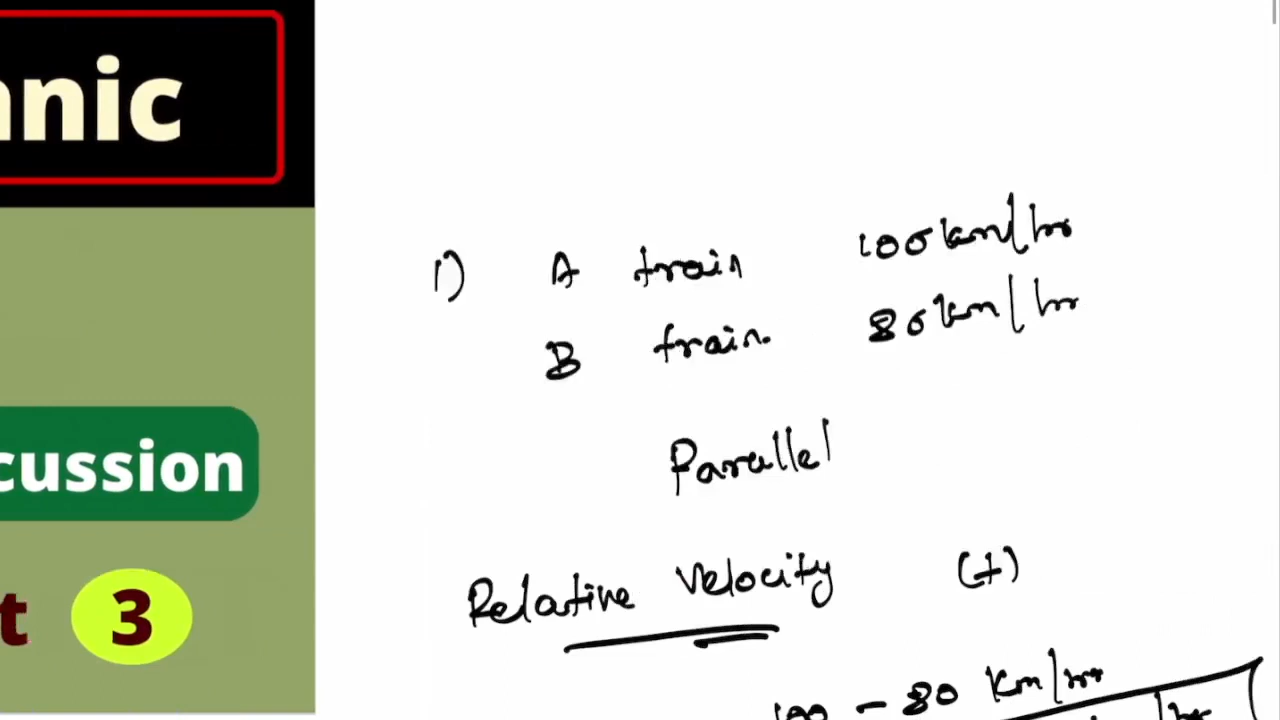 nic
cussion
t 3
1) A train 100 km/hr
B train. 80 km/hr
Parallel
Relative Velocity (+)
100 - 80 km/hr
/hr